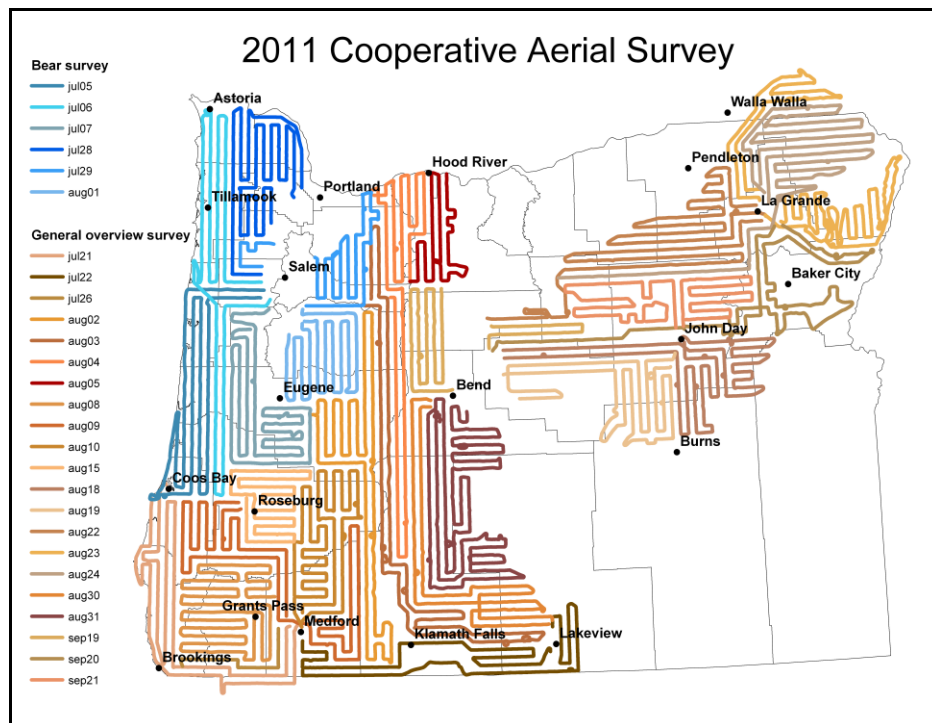 2011 Cooperative Aerial Survey
Bear survey
jul05
jul06
jul07
jul28
jul29
aug01
General overview survey
jul21
jul22
jul26
aug02
aug03
aug04
aug05
aug08
aug09
aug10
aug15
aug18
aug19
aug22
aug23
aug24
aug30
aug31
sep19
sep20
sep21
Astoria
Walla Walla
Hood River
Pendleton
Portland
Tillamook
La Grande
Salem
Baker City
John Day
Eugene
Bend
Burns
Coos Bay
Roseburg
Grants Pass
Medford
Klamath Falls
Lakeview
Brookings